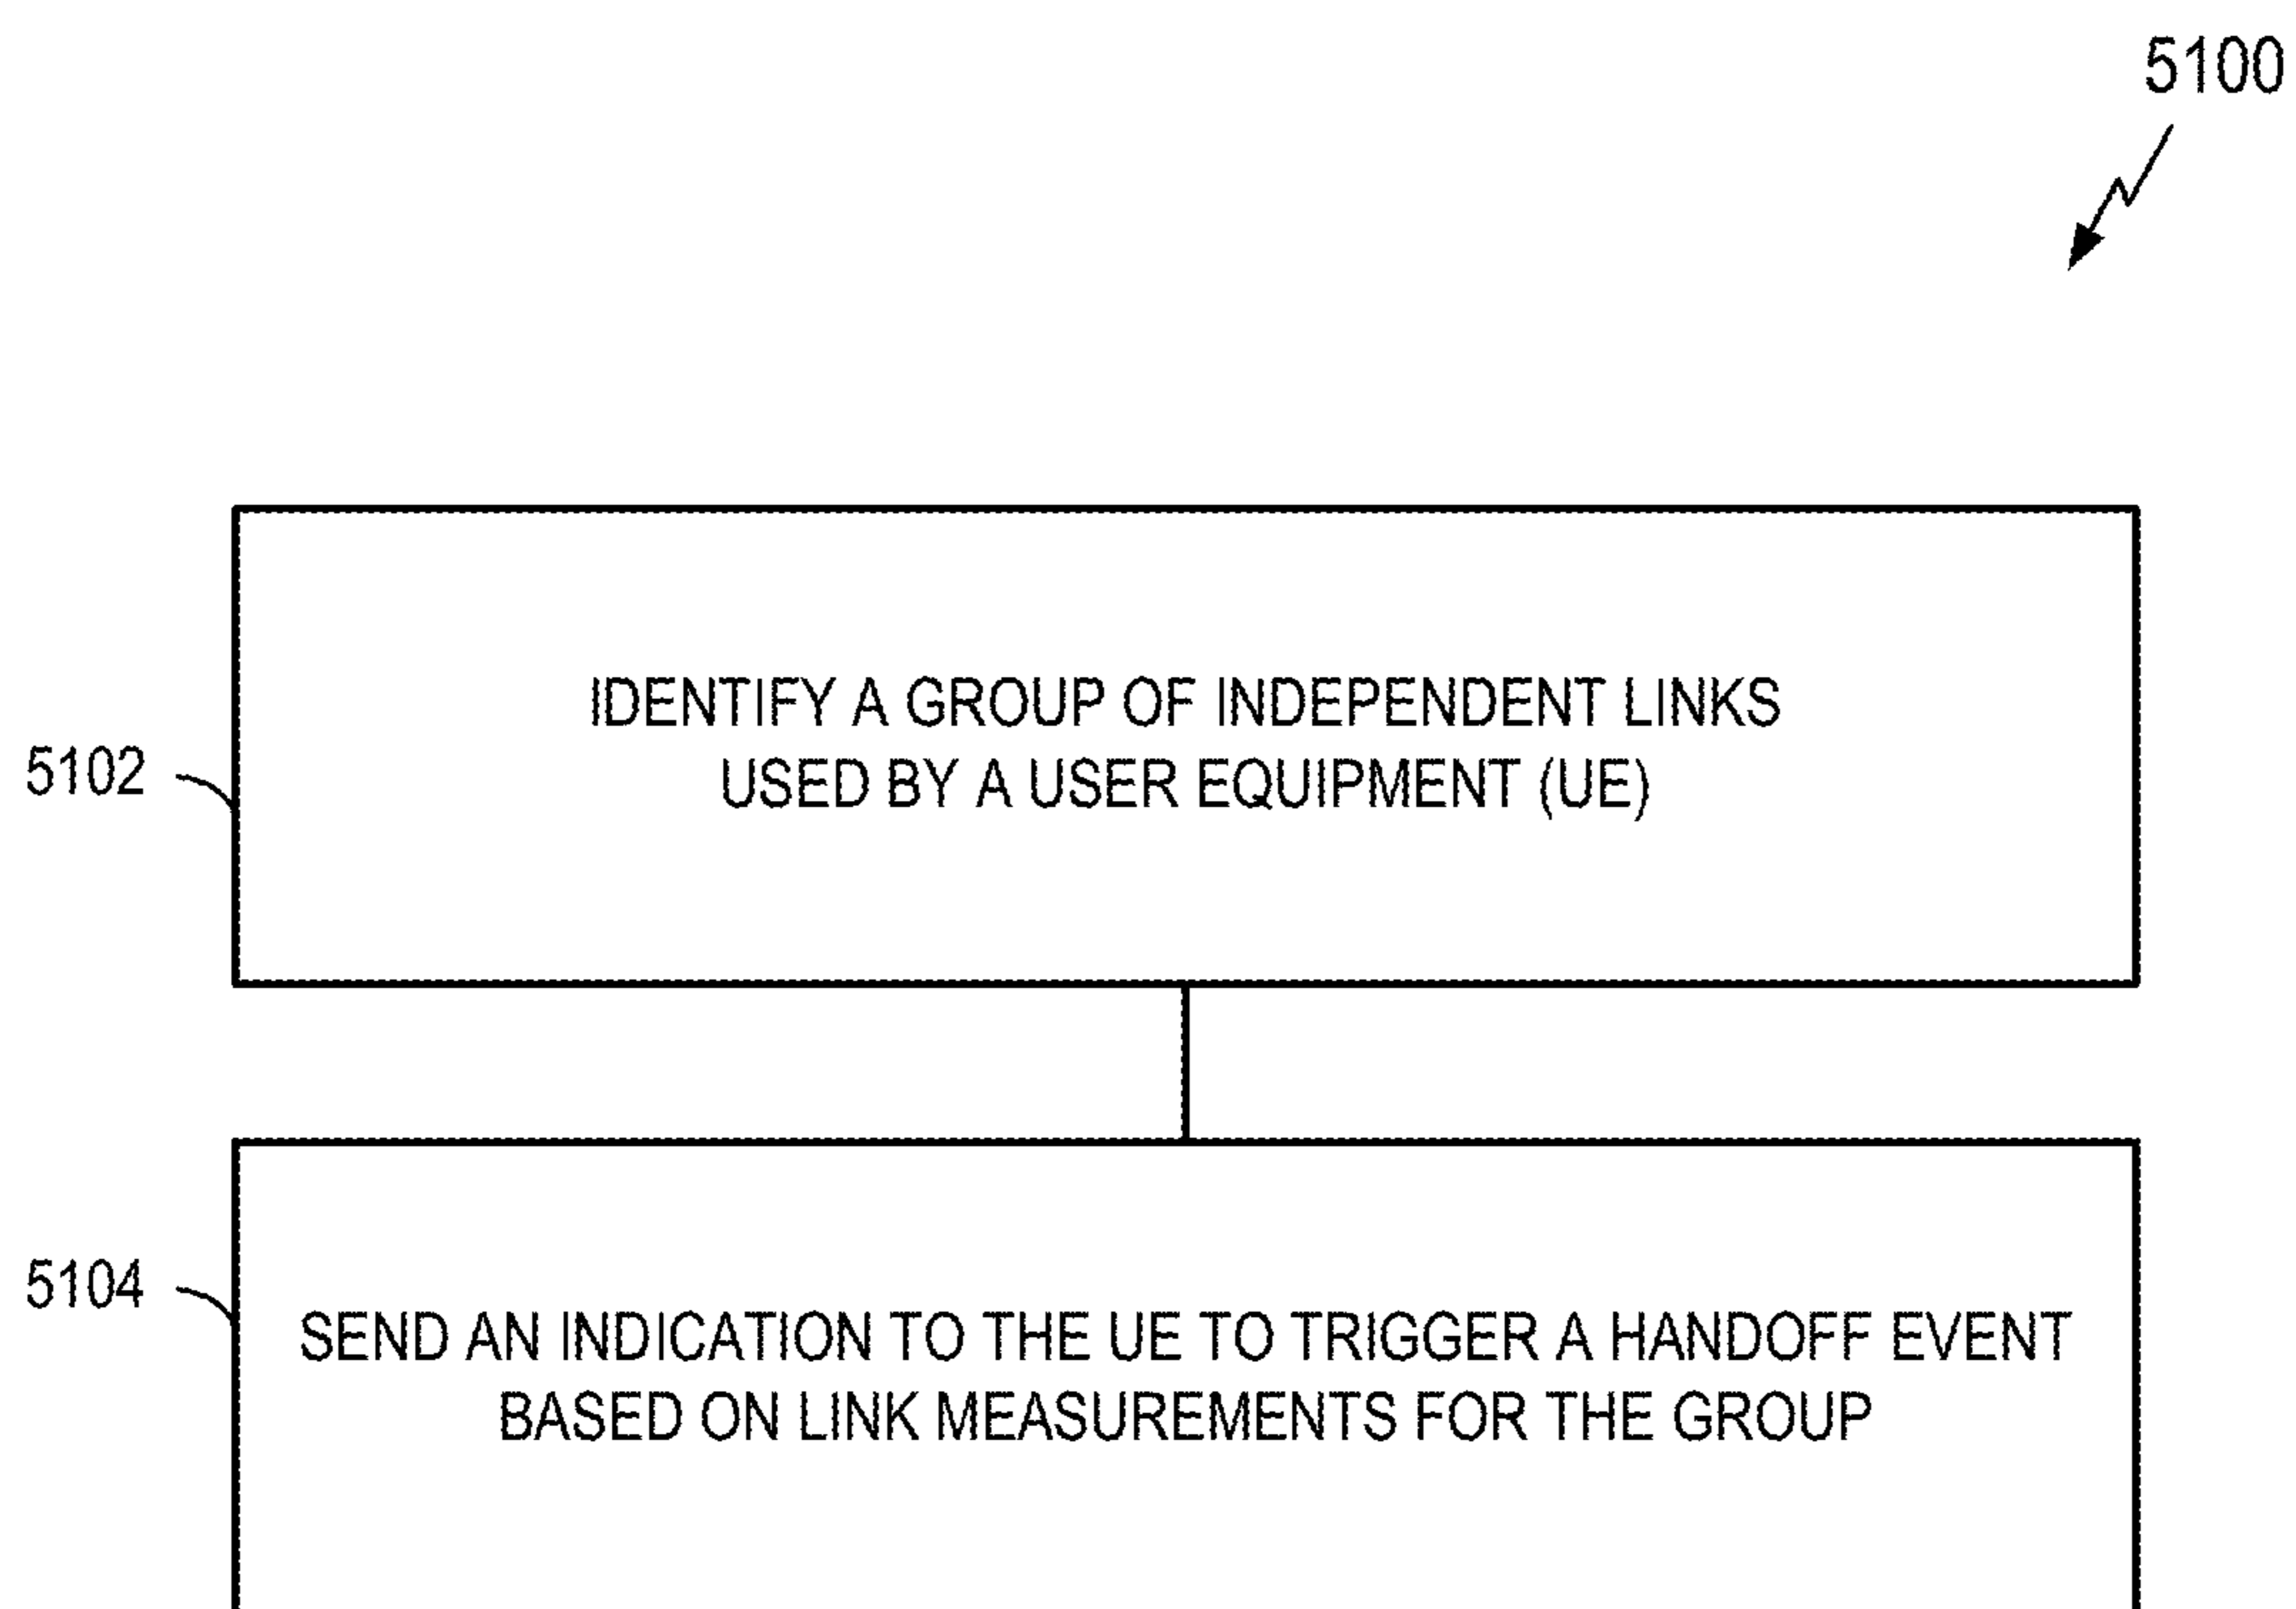 5100
IDENTIFY A GROUP OF INDEPENDENT LINKS
USED BY A USER EQUIPMENT (UE)
5102
5104
SEND AN INDICATION TO THE UE TO TRIGGER A HANDOFF EVENT
BASED ON LINK MEASUREMENTS FOR THE GROUP